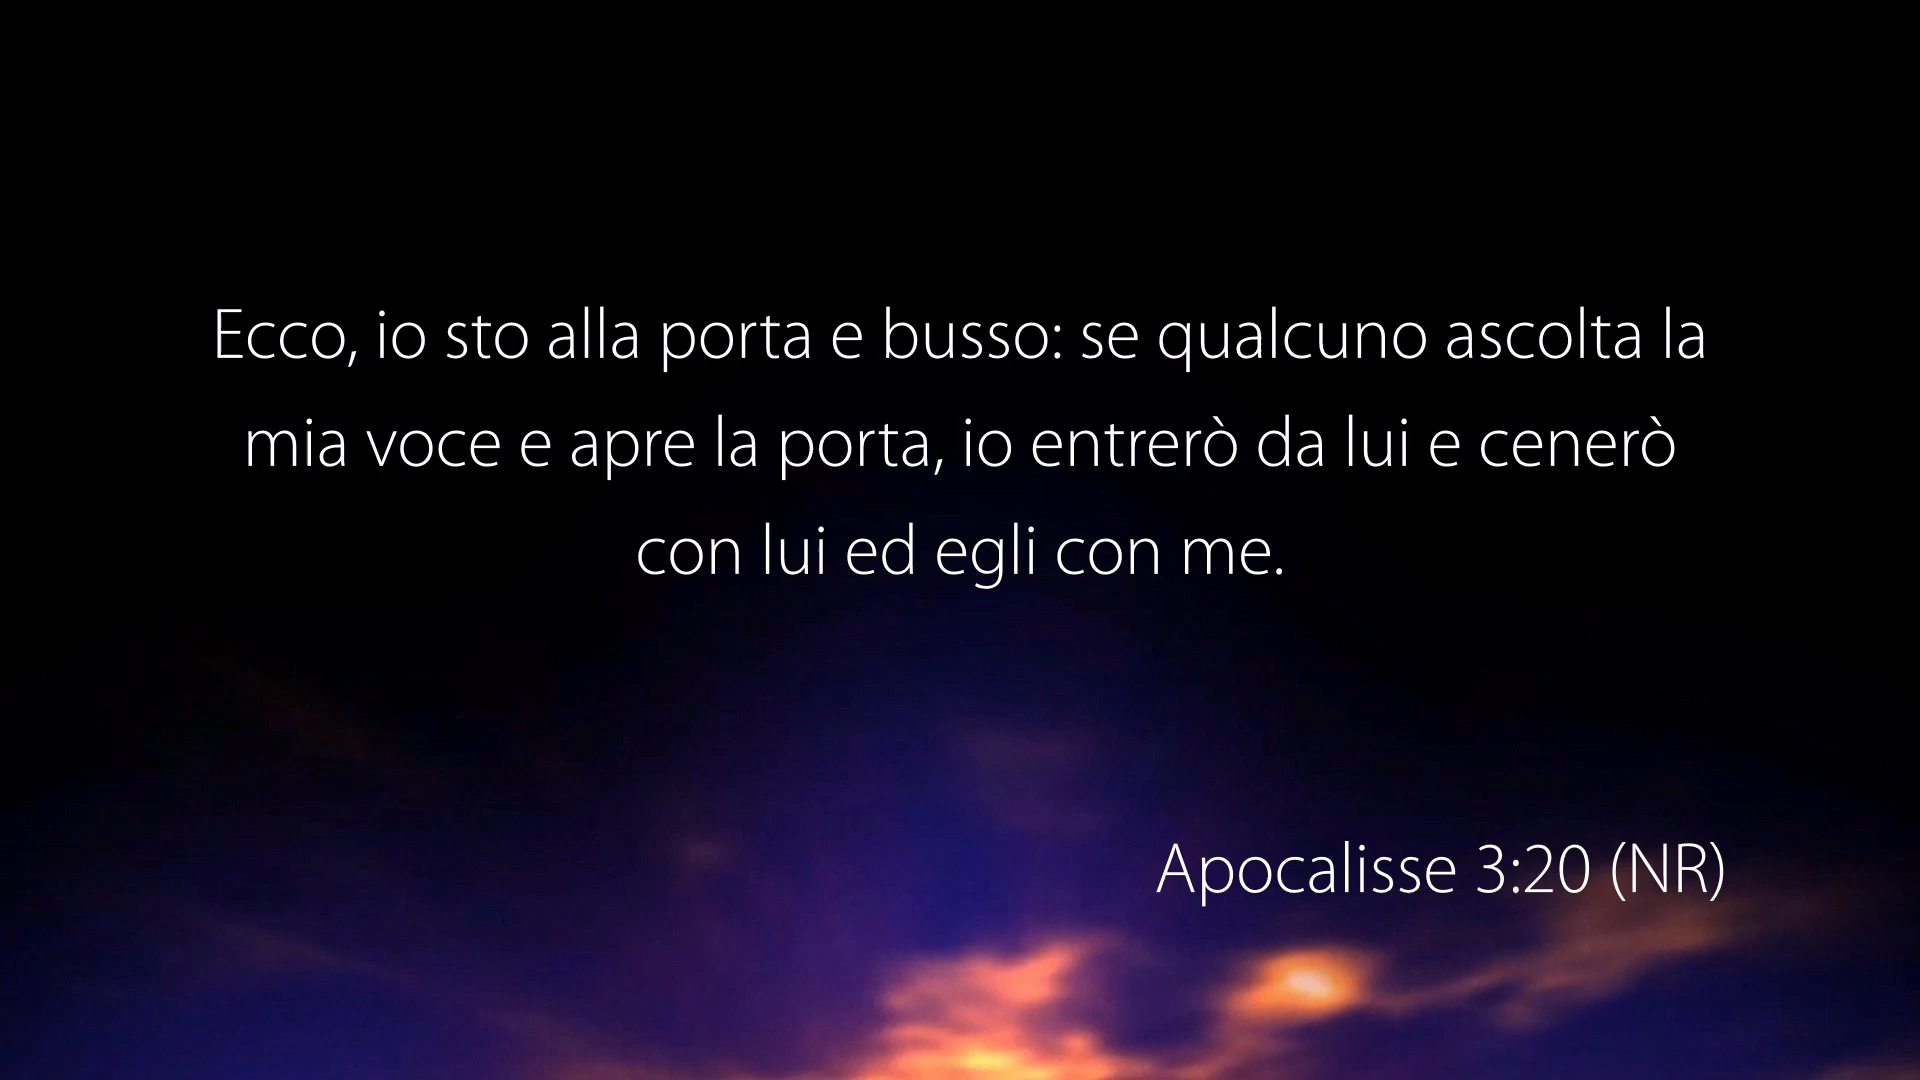 Ecco, io sto alla porta e busso: se qualcuno ascolta la
mia voce e apre la porta, io entrerò da lui e cenerò
con lui ed egli con me.
Apocalisse 3:20 (NR)